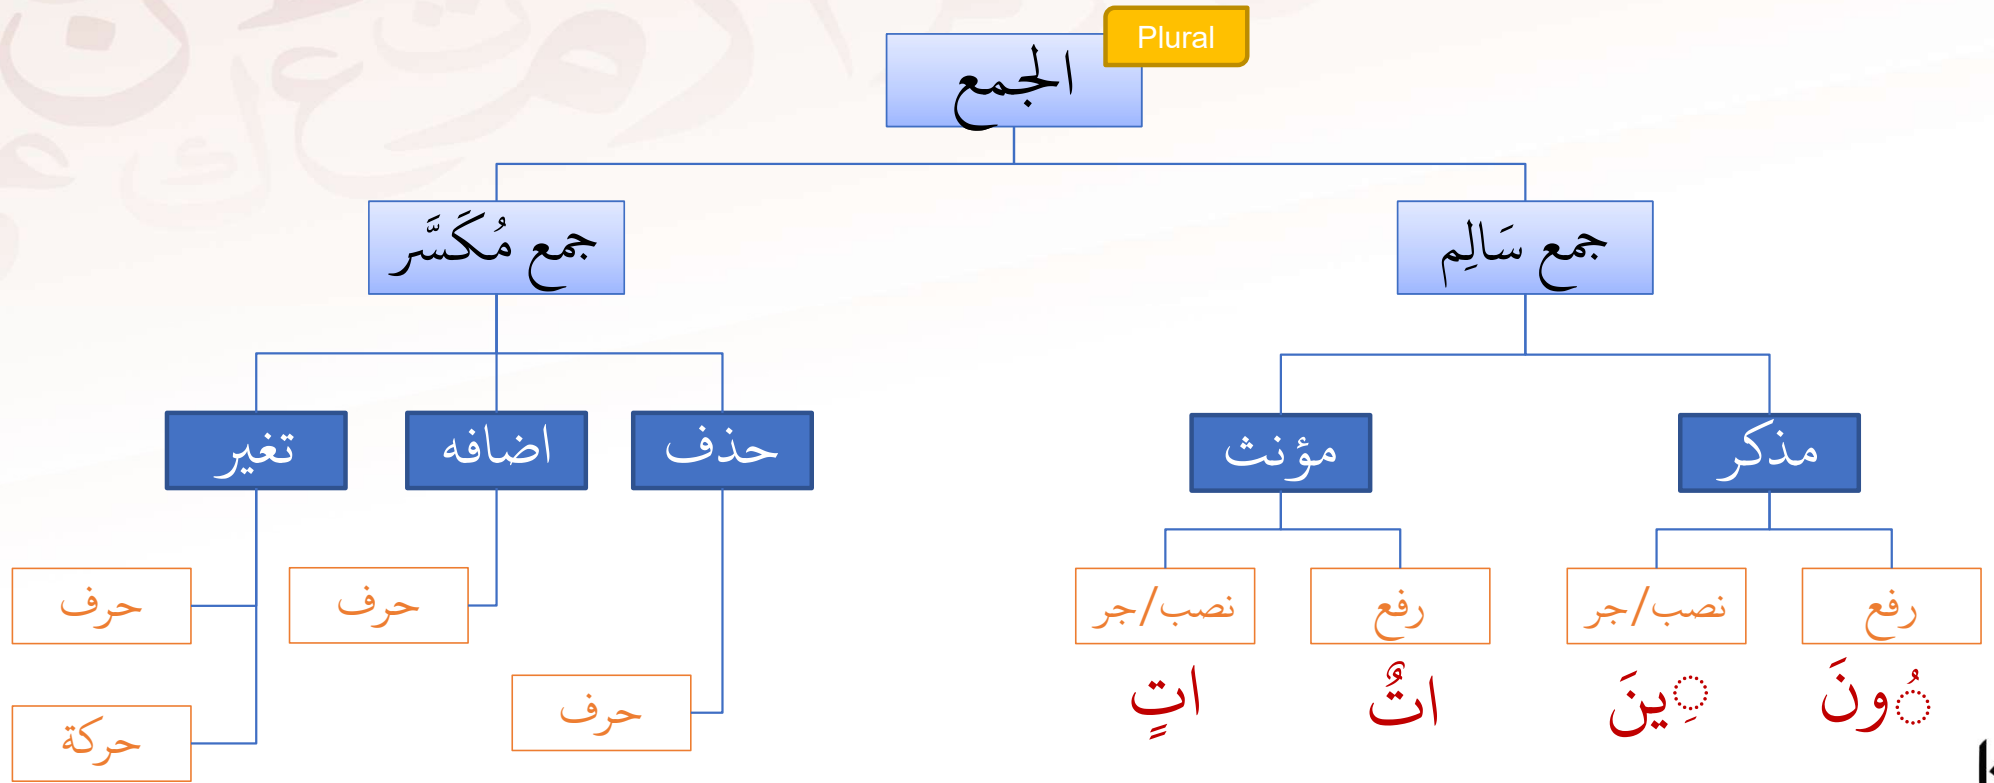 Plural
الجمع
جمع سَالِم
جمع مُكَسَّر
مذكر
مؤنث
حذف
اضافه
تغير
رفع
نصب/جر
رفع
نصب/جر
حرف
حرف
ُونَ
ِينَ
اتٌ
اتٍ
حرف
حركة